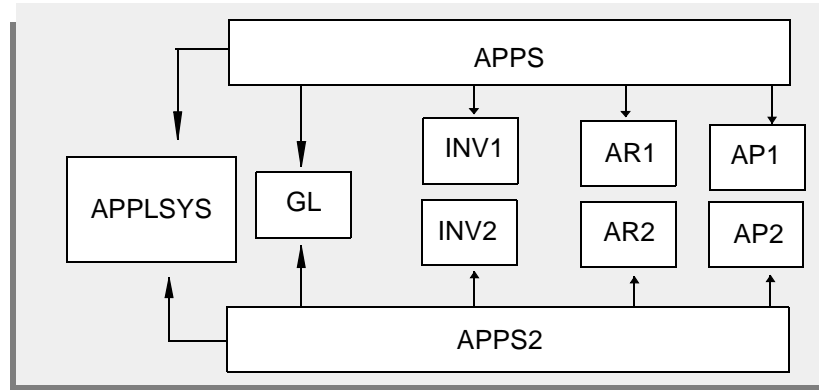 APPS
INV1
AR1
AP1
APPLSYS
GL
INV2
AR2
AP2
APPS2